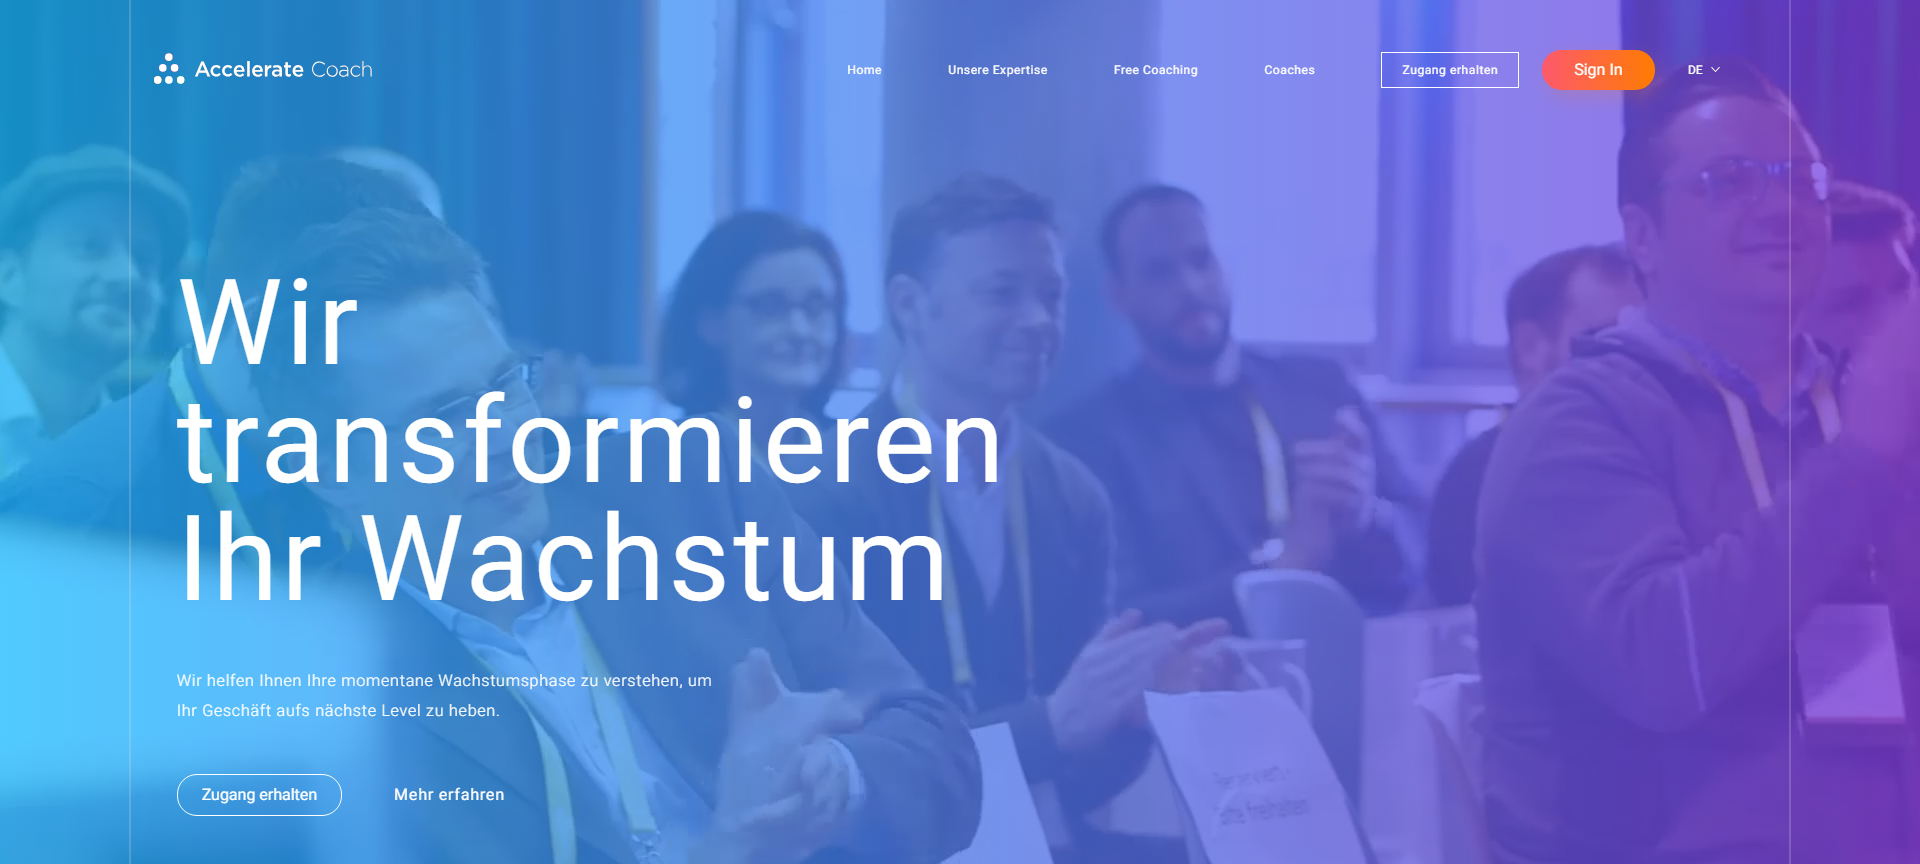 Accelerate Coach
Home
Unsere Expertise
Free Coaching
Coaches
Zugang erhalten
Sign In
DE
Wir
transformieren
Ihr Wachstum
Wir helfen Ihnen Ihre momentane Wachstumsphase zu verstehen, um
Ihr Geschäft aufs nächste Level zu heben.
Zugang erhalten
Mehr erfahren